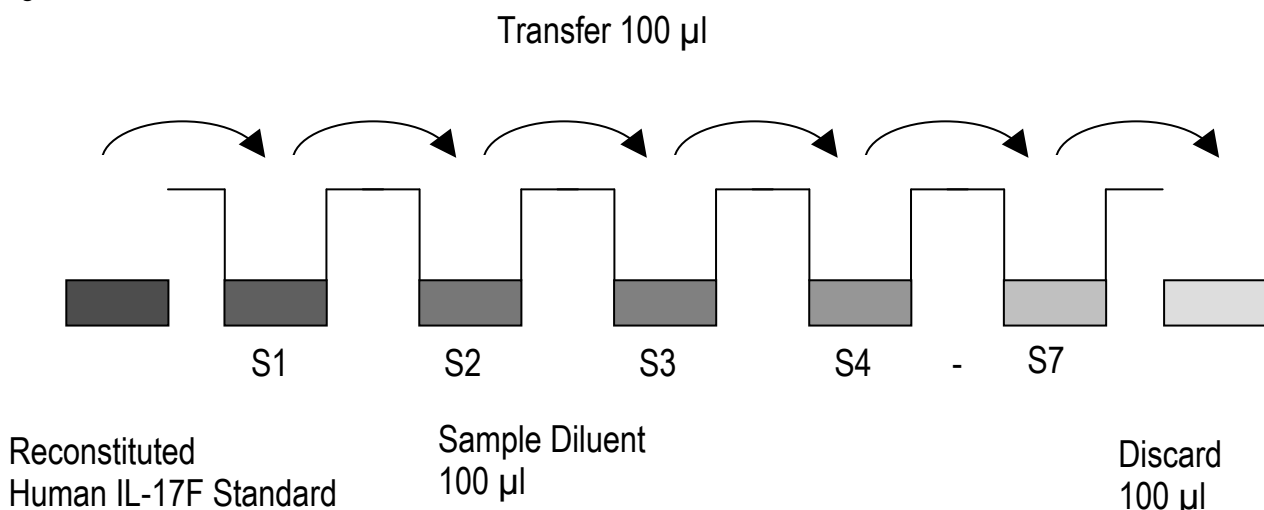 Transfer 100 µl
S1 S2 S3 S4 - S7
Reconstituted
Human IL-17F Standard
Sample Diluent
100 µl
Discard
100 µl